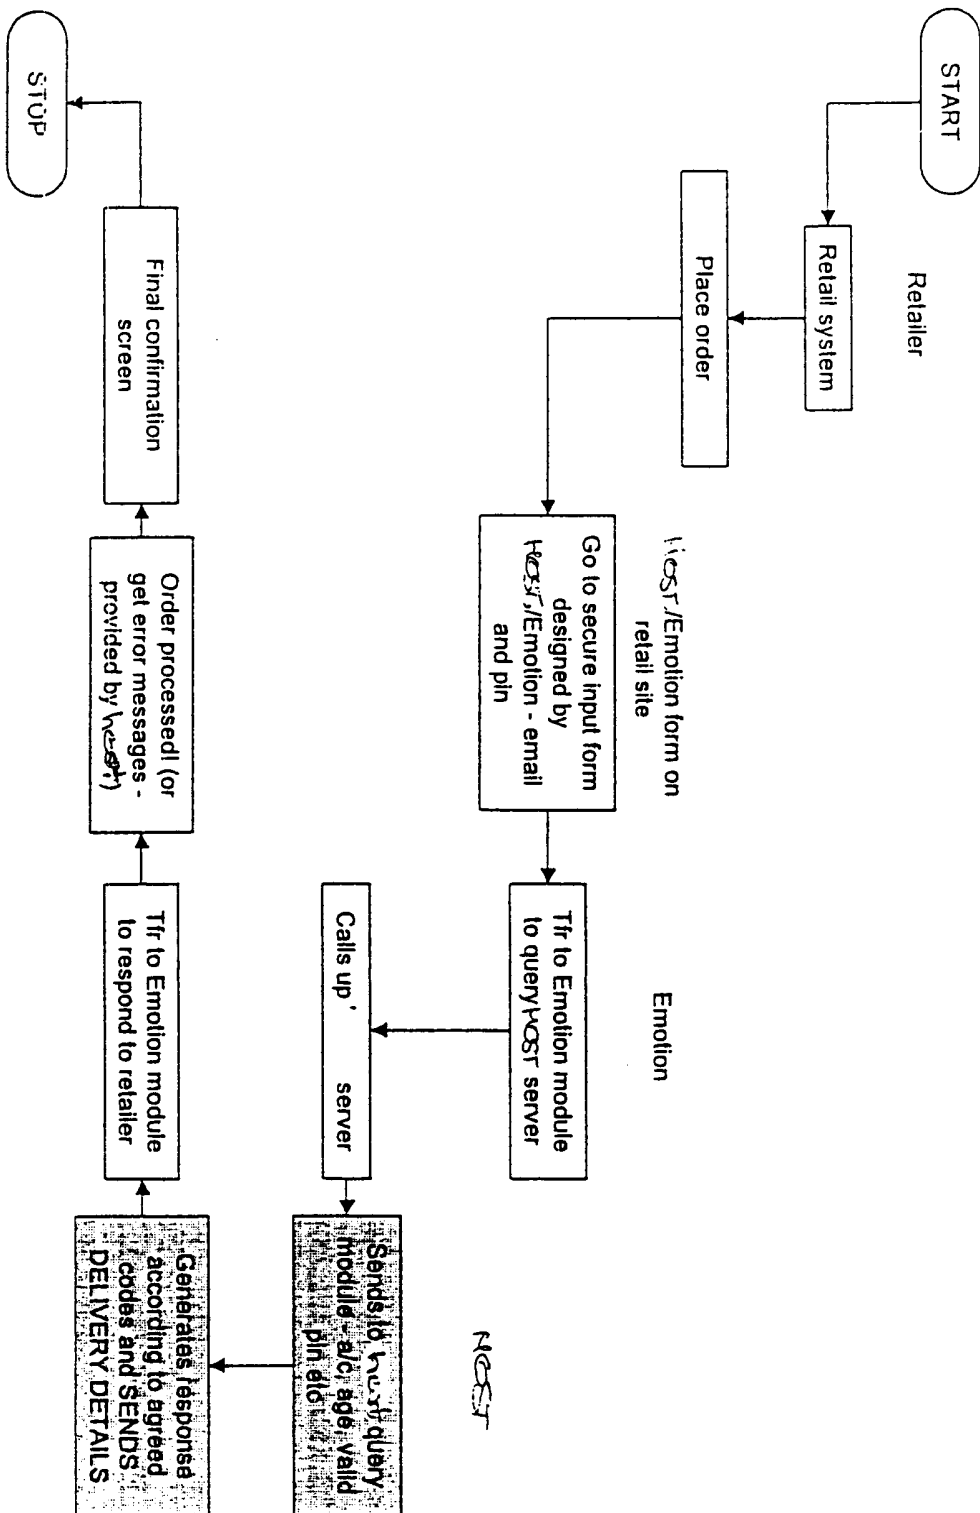 START
Retailer
Retail system
Place order
HOST/Emotion form on
retail site
Go to secure input form
designed by
HOST/Emotion - email
and pin
Emotion
Tfr to Emotion module
to query HOST server
Calls up' server
HOST
Sends to host query
module - a/c, age, valid
pin etc
Generates response
according to agreed
codes and SENDS
DELIVERY DETAILS
Tfr to Emotion module
to respond to retailer
Order processed! (or
get error messages -
provided by host)
Final confirmation
screen
STOP